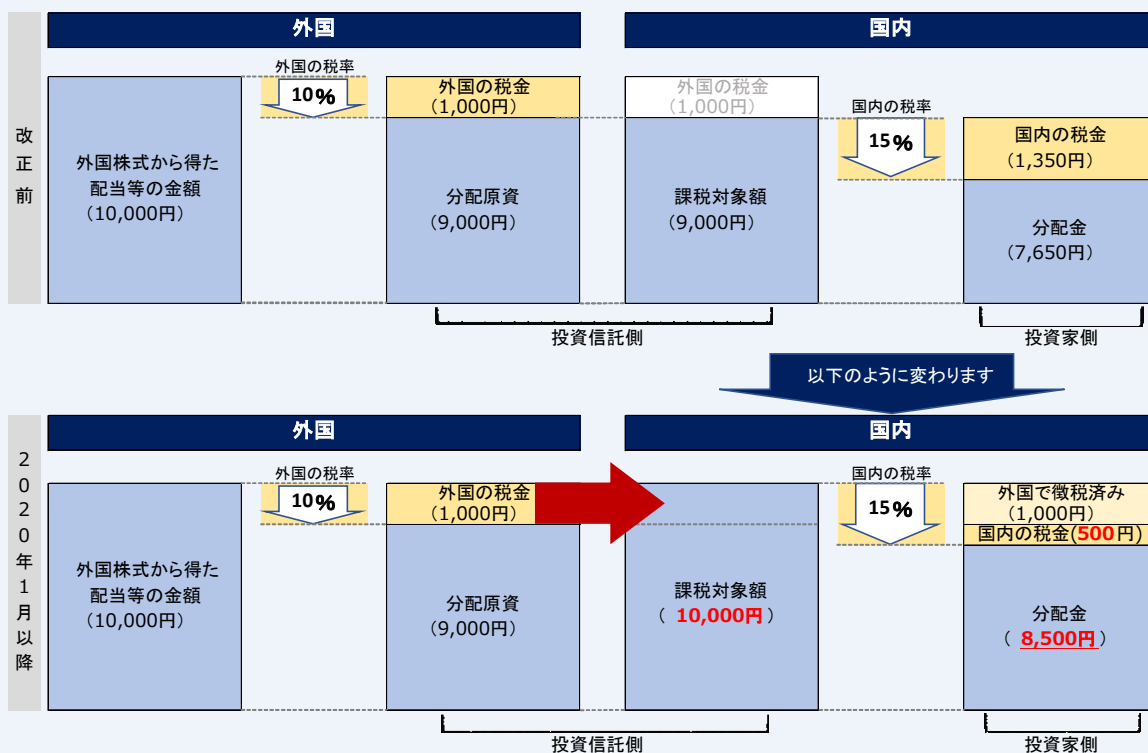 外国
国内
改正前
外国の税率
10%
外国の税金
(1,000円)
外国の税金
(1,000円)
国内の税率
15%
国内の税金
(1,350円)
外国株式から得た
配当等の金額
(10,000円)
分配原資
(9,000円)
課税対象額
(9,000円)
分配金
(7,650円)
投資信託側
投資家側
以下のように変わります
外国
国内
2020年1月以降
外国の税率
10%
外国の税金
(1,000円)
国内の税率
15%
外国で徴税済み
(1,000円)
国内の税金(500円)
外国株式から得た
配当等の金額
(10,000円)
分配原資
(9,000円)
課税対象額
( 10,000円 )
分配金
( 8,500円 )
投資信託側
投資家側